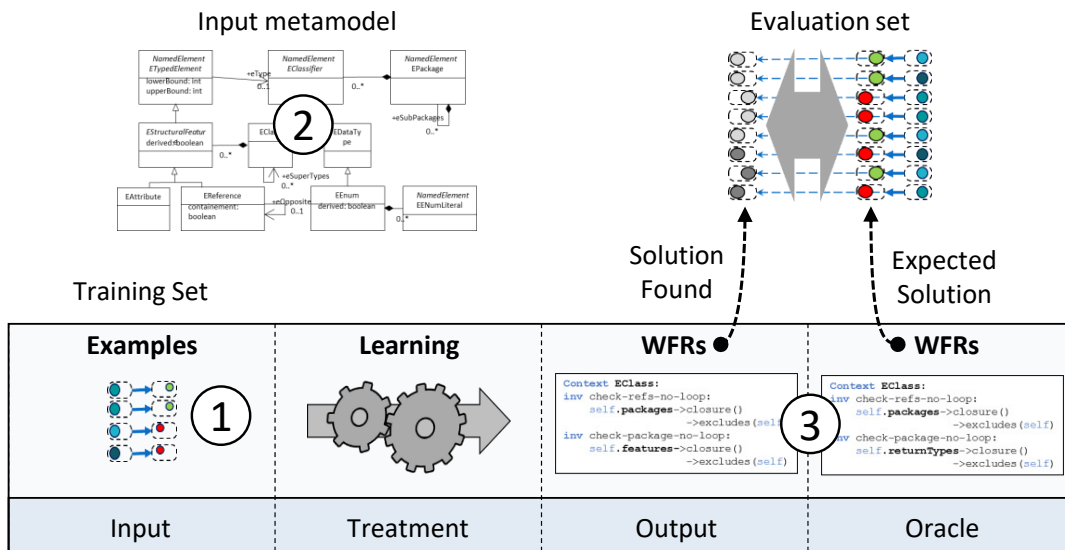 Input metamodel
Evaluation set
NamedElement
ETypedElement
lowerBound: int
upperBound: int
+eType
0..1
NamedElement
EClassifier
0..*
NamedElement
EPackage
+eSubPackages
0..*
2
EStructuralFeatur
derived:boolean
0..*
EDataTy
pe
+eSuperTypes
0..*
EAttribute
EReference
containement:
boolean
+eOpposite
0..1
EEnum
derived: boolean
0..*
NamedElement
EENumLiteral
Solution
Found
Expected
Solution
Training Set
Examples
Learning
WFRs
WFRs
1
Context EClass:
inv check-refs-no-loop:
self.packages->closure()
->excludes(self)
inv check-package-no-loop:
self.features->closure()
->excludes(self)
3
Context EClass:
inv check-refs-no-loop:
self.packages->closure()
->excludes(self)
inv check-package-no-loop:
self.returnTypes->closure()
->excludes(self)
Input
Treatment
Output
Oracle